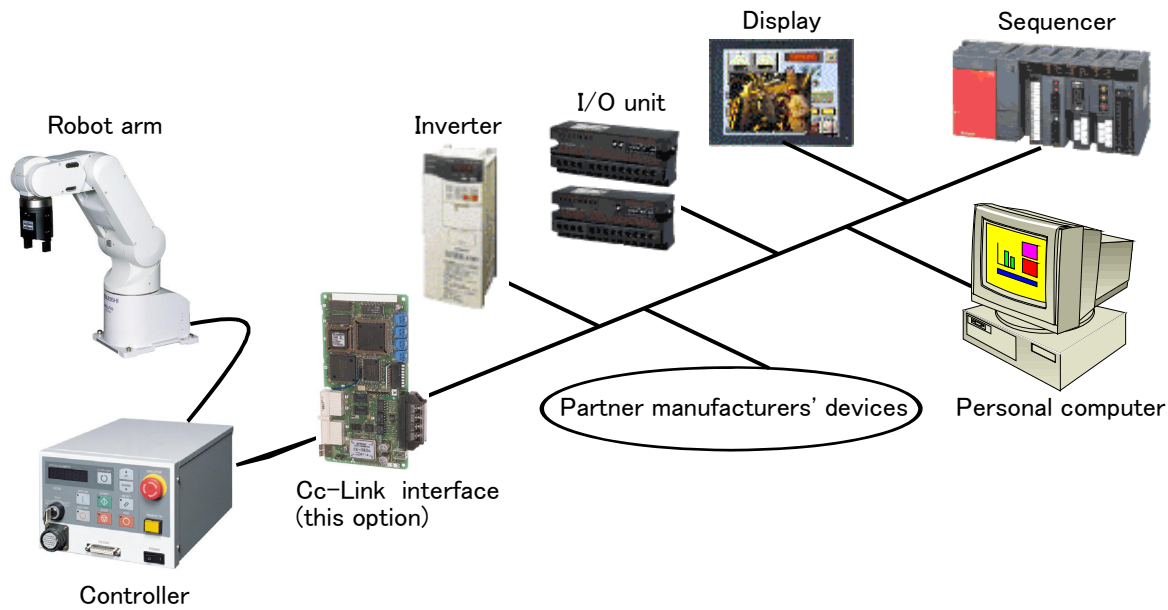 Display
Sequencer
I/O unit
Inverter
Robot arm
Partner manufacturers' devices
Personal computer
Cc-Link interface
(this option)
Controller